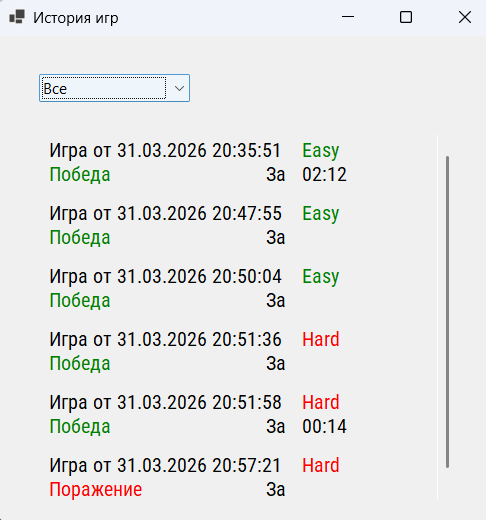 История игр
Все
Игра от 31.03.2026 20:35:51 Easy
Победа За 02:12
Игра от 31.03.2026 20:47:55 Easy
Победа За
Игра от 31.03.2026 20:50:04 Easy
Победа За
Игра от 31.03.2026 20:51:36 Hard
Победа За
Игра от 31.03.2026 20:51:58 Hard
Победа За 00:14
Игра от 31.03.2026 20:57:21 Hard
Поражение За